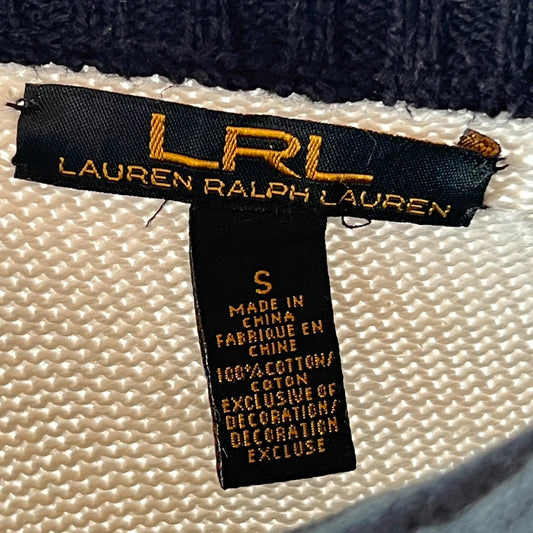 LRL
LAUREN RALPH LAUREN
S
MADE IN
CHINA
FABRIQUE EN
CHINE
100% COTTON/
COTON
EXCLUSIVE OF
DECORATION/
DECORATION
EXCLUSE